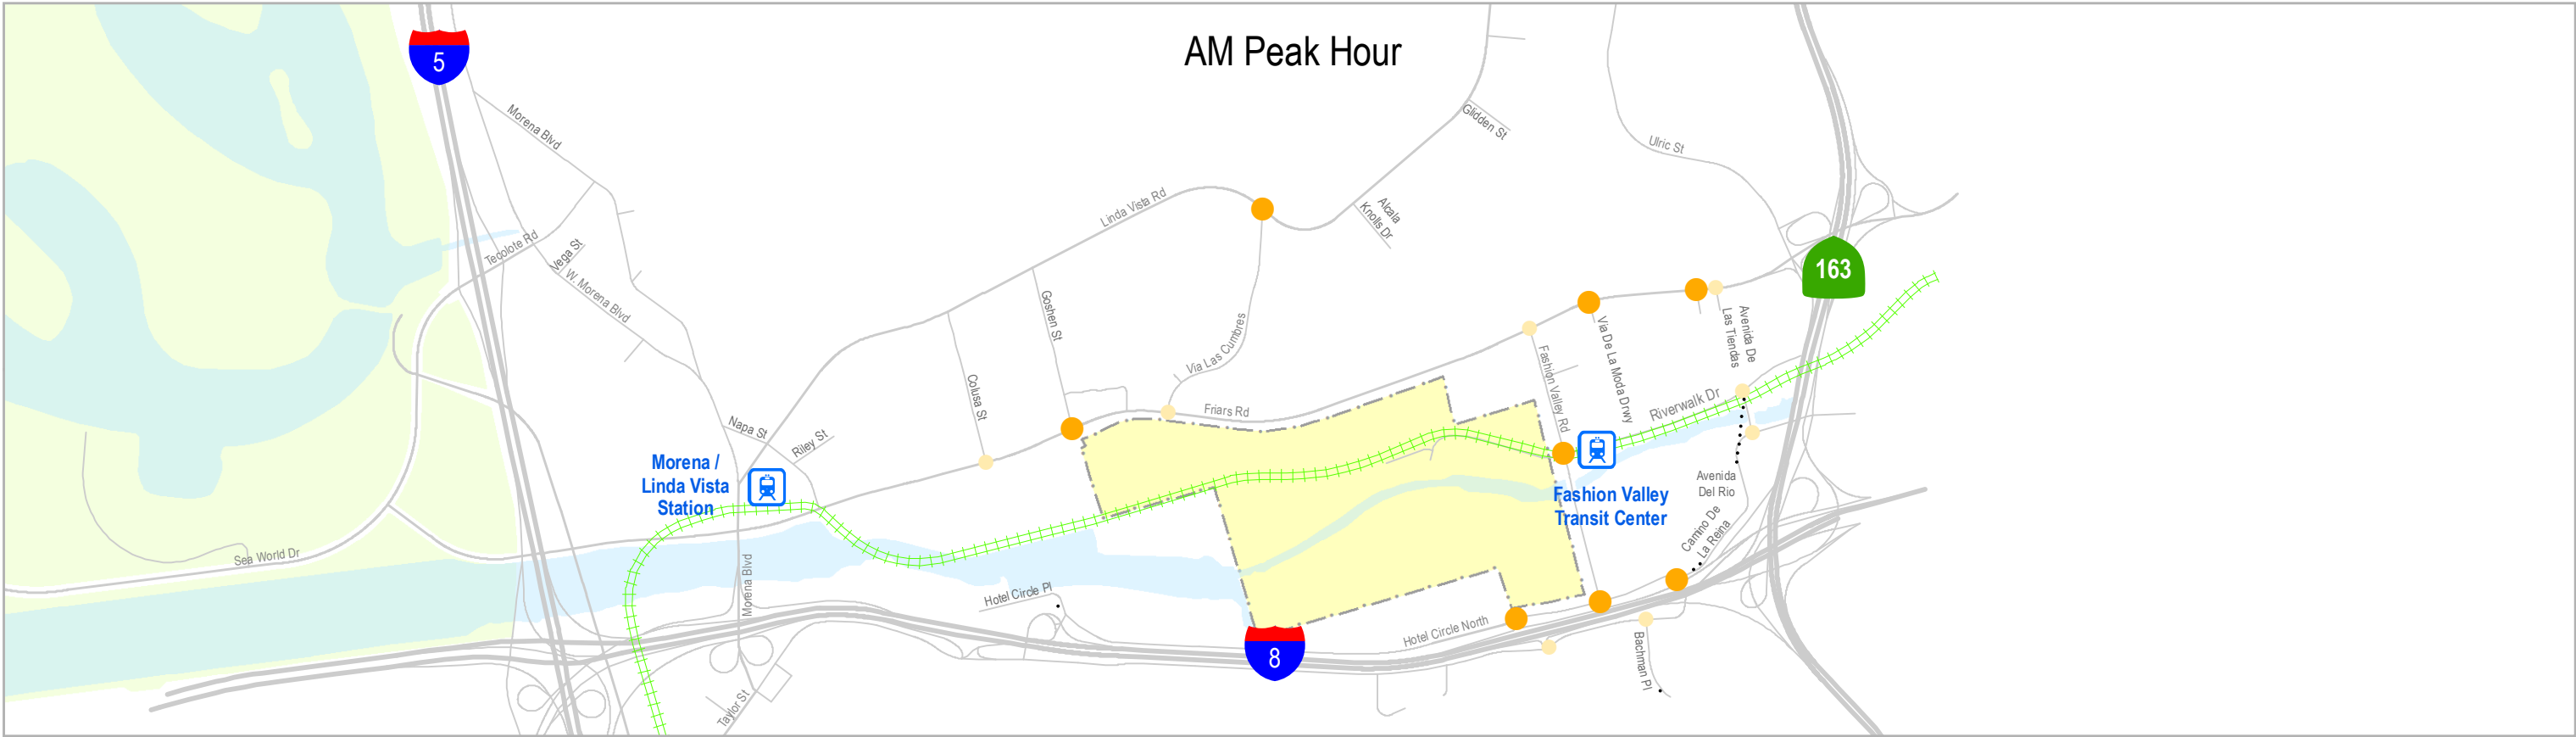 AM Peak Hour
5
Morena Blvd
Glidden St
Ulric St
Linda Vista Rd
Alcala
Knolls Dr
Tecolote Rd
Vega St
W. Morena Blvd
163
Goshen St
Via Las Cumbres
Fashion Valley Rd
Via De La Moda Drwy
Avenida De
Las Tiendas
Colusa St
Friars Rd
Riverwalk Dr
Napa St
Riley St
Morena /
Linda Vista
Station
Fashion Valley
Transit Center
Avenida
Del Rio
Camino De
La Reina
Sea World Dr
Morena Blvd
Hotel Circle Pl
Hotel Circle North
8
Bachman Pl
Taylor St